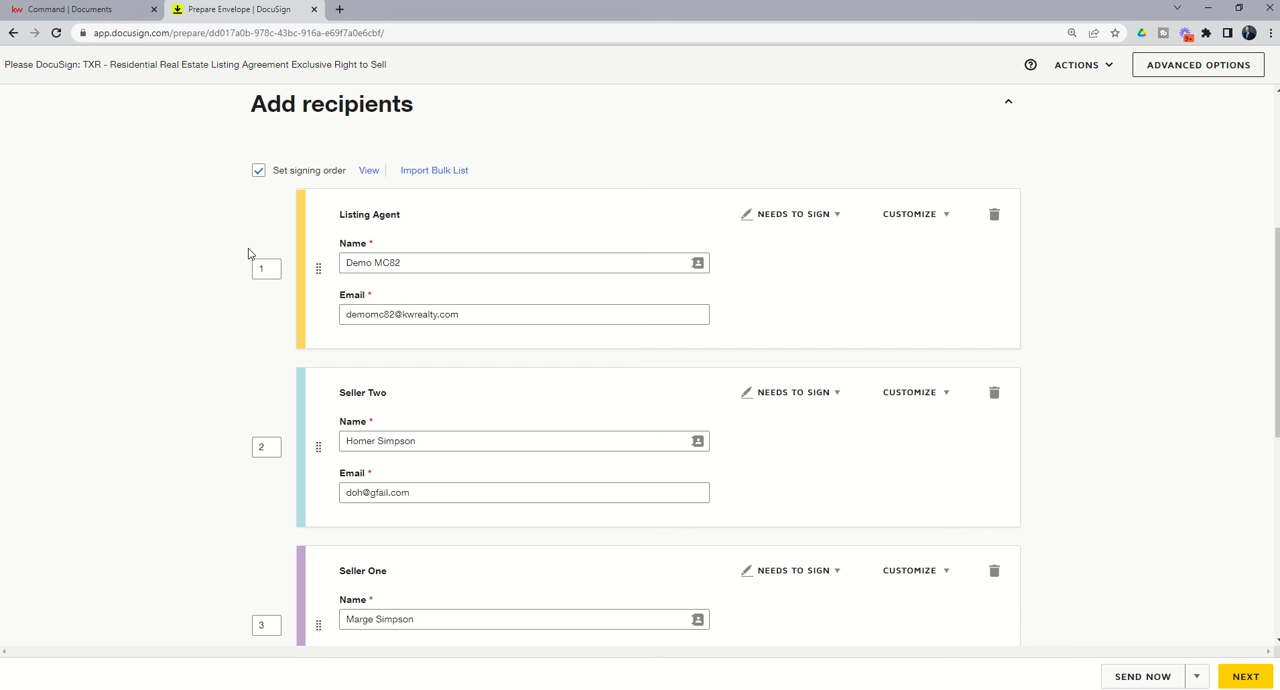 kw Command | Documents
Prepare Envelope | DocuSign
app.docusign.com/prepare/dd017a0b-978c-43bc-916a-e69f7a0e6cbf/
9+
Please DocuSign: TXR - Residential Real Estate Listing Agreement Exclusive Right to Sell
ACTIONS
ADVANCED OPTIONS
Add recipients
Set signing order View Import Bulk List
Listing Agent
NEEDS TO SIGN
CUSTOMIZE
Name *
1
Demo MC82
Email *
demomc82@kwrealty.com
Seller Two
NEEDS TO SIGN
CUSTOMIZE
Name *
2
Homer Simpson
Email *
doh@gfail.com
Seller One
NEEDS TO SIGN
CUSTOMIZE
Name *
3
Marge Simpson
SEND NOW
NEXT